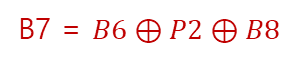 B7 = B6 ⊕ P2 ⊕ B8